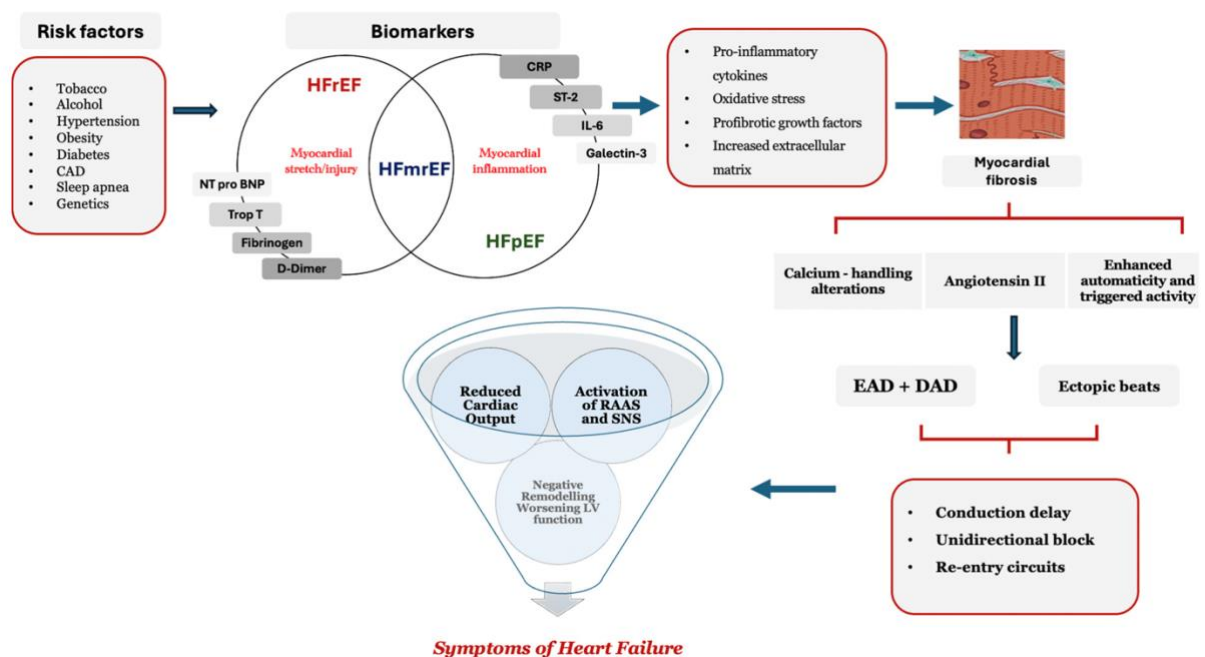 Risk factors
• Tobacco
• Alcohol
• Hypertension
• Obesity
• Diabetes
• CAD
• Sleep apnea
• Genetics
Biomarkers
HFrEF
Myocardial
stretch/injury
HFmrEF
Myocardial
inflammation
HFpEF
NT pro BNP
Trop T
Fibrinogen
D-Dimer
CRP
ST-2
IL-6
Galectin-3
• Pro-inflammatory
cytokines
• Oxidative stress
• Profibrotic growth factors
• Increased extracellular
matrix
Myocardial
fibrosis
Calcium - handling
alterations
Angiotensin II
Enhanced
automaticity and
triggered activity
EAD + DAD
Ectopic beats
• Conduction delay
• Unidirectional block
• Re-entry circuits
Reduced
Cardiac
Output
Activation
of RAAS
and SNS
Negative
Remodelling
Worsening LV
function
Symptoms of Heart Failure